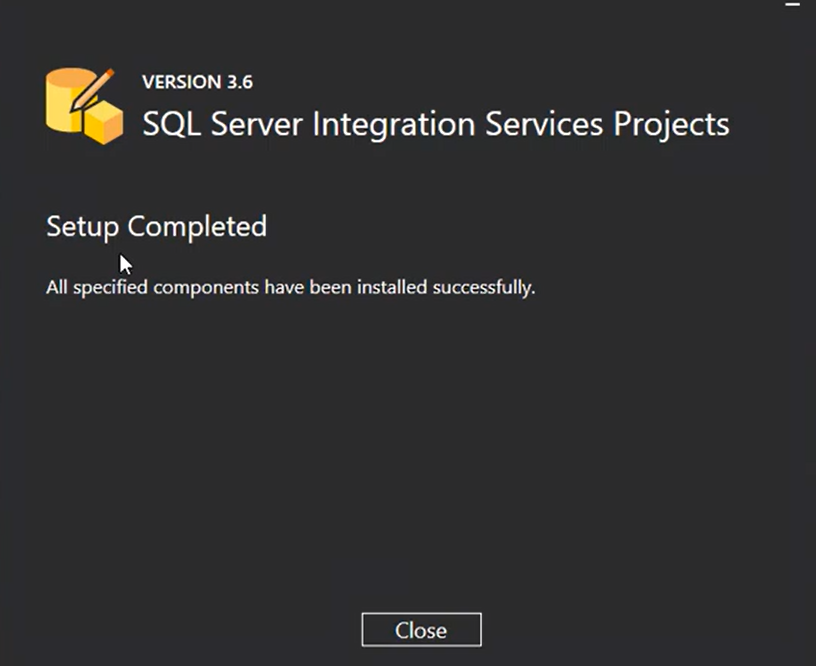 VERSION 3.6
SQL Server Integration Services Projects
Setup Completed
All specified components have been installed successfully.
Close